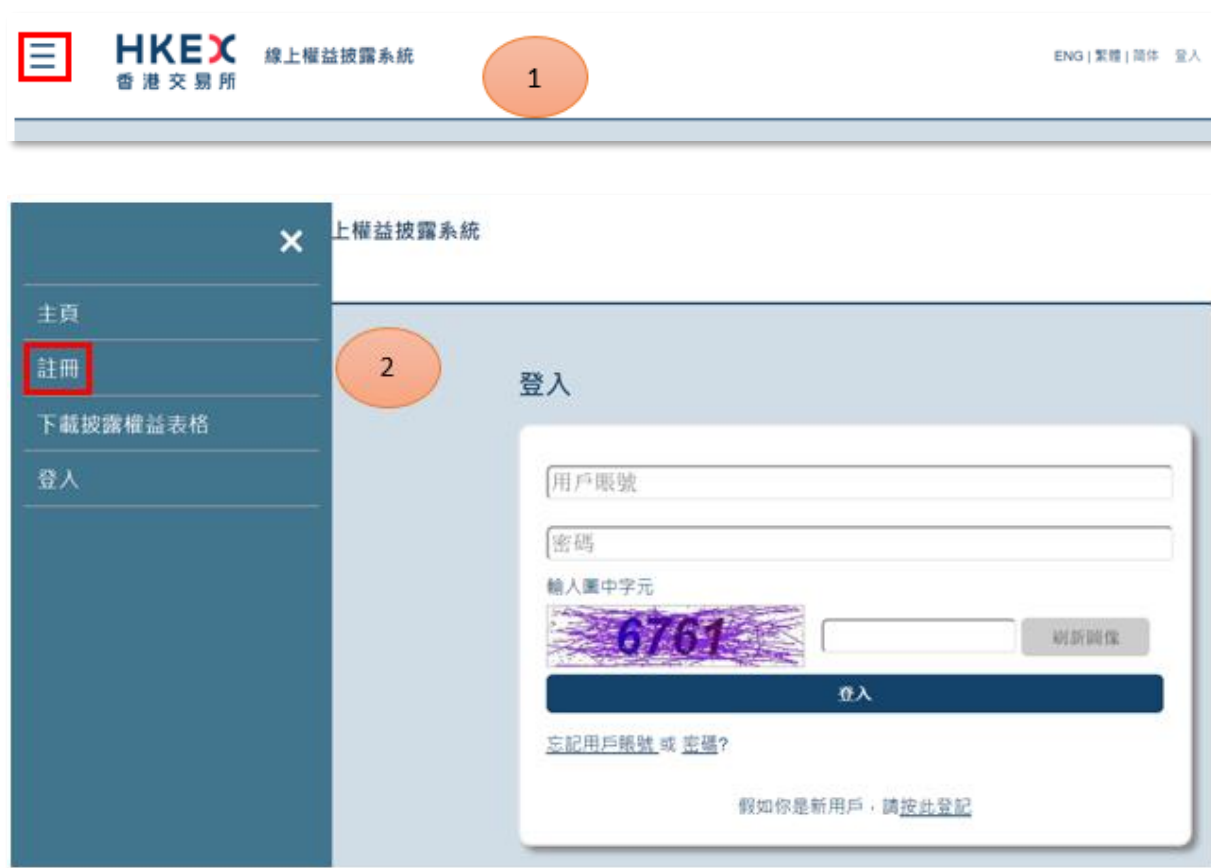 HKEX
香港交易所
線上權益披露系統
1
ENG | 繁體 | 简体 登入
上權益披露系統
主頁
註冊
2
下載披露權益表格
登入
登入
用戶賬號
密碼
輸入圖中字元
6761
刷新圖像
登入
忘記用戶賬號 或 密碼?
假如你是新用戶，請按此登記